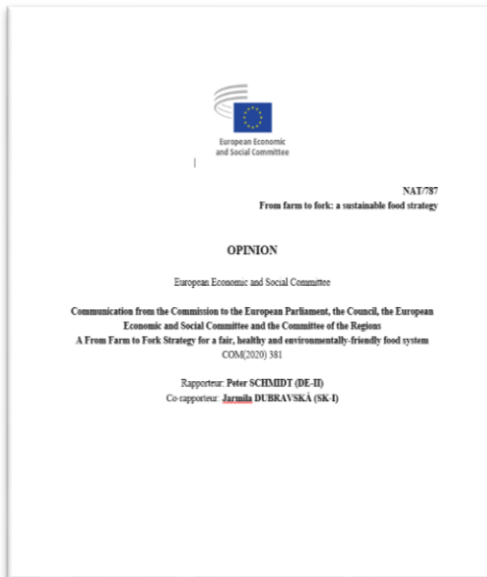 European Economic
and Social Committee
NAT/787
From farm to fork: a sustainable food strategy
OPINION
European Economic and Social Committee
Communication from the Commission to the European Parliament, the Council, the European
Economic and Social Committee and the Committee of the Regions
A From Farm to Fork Strategy for a fair, healthy and environmentally-friendly food system
COM(2020) 381
Rapporteur: Peter SCHMIDT (DE-II)
Co-rapporteur: Jarmila DUBRAVSKÁ (SK-I)